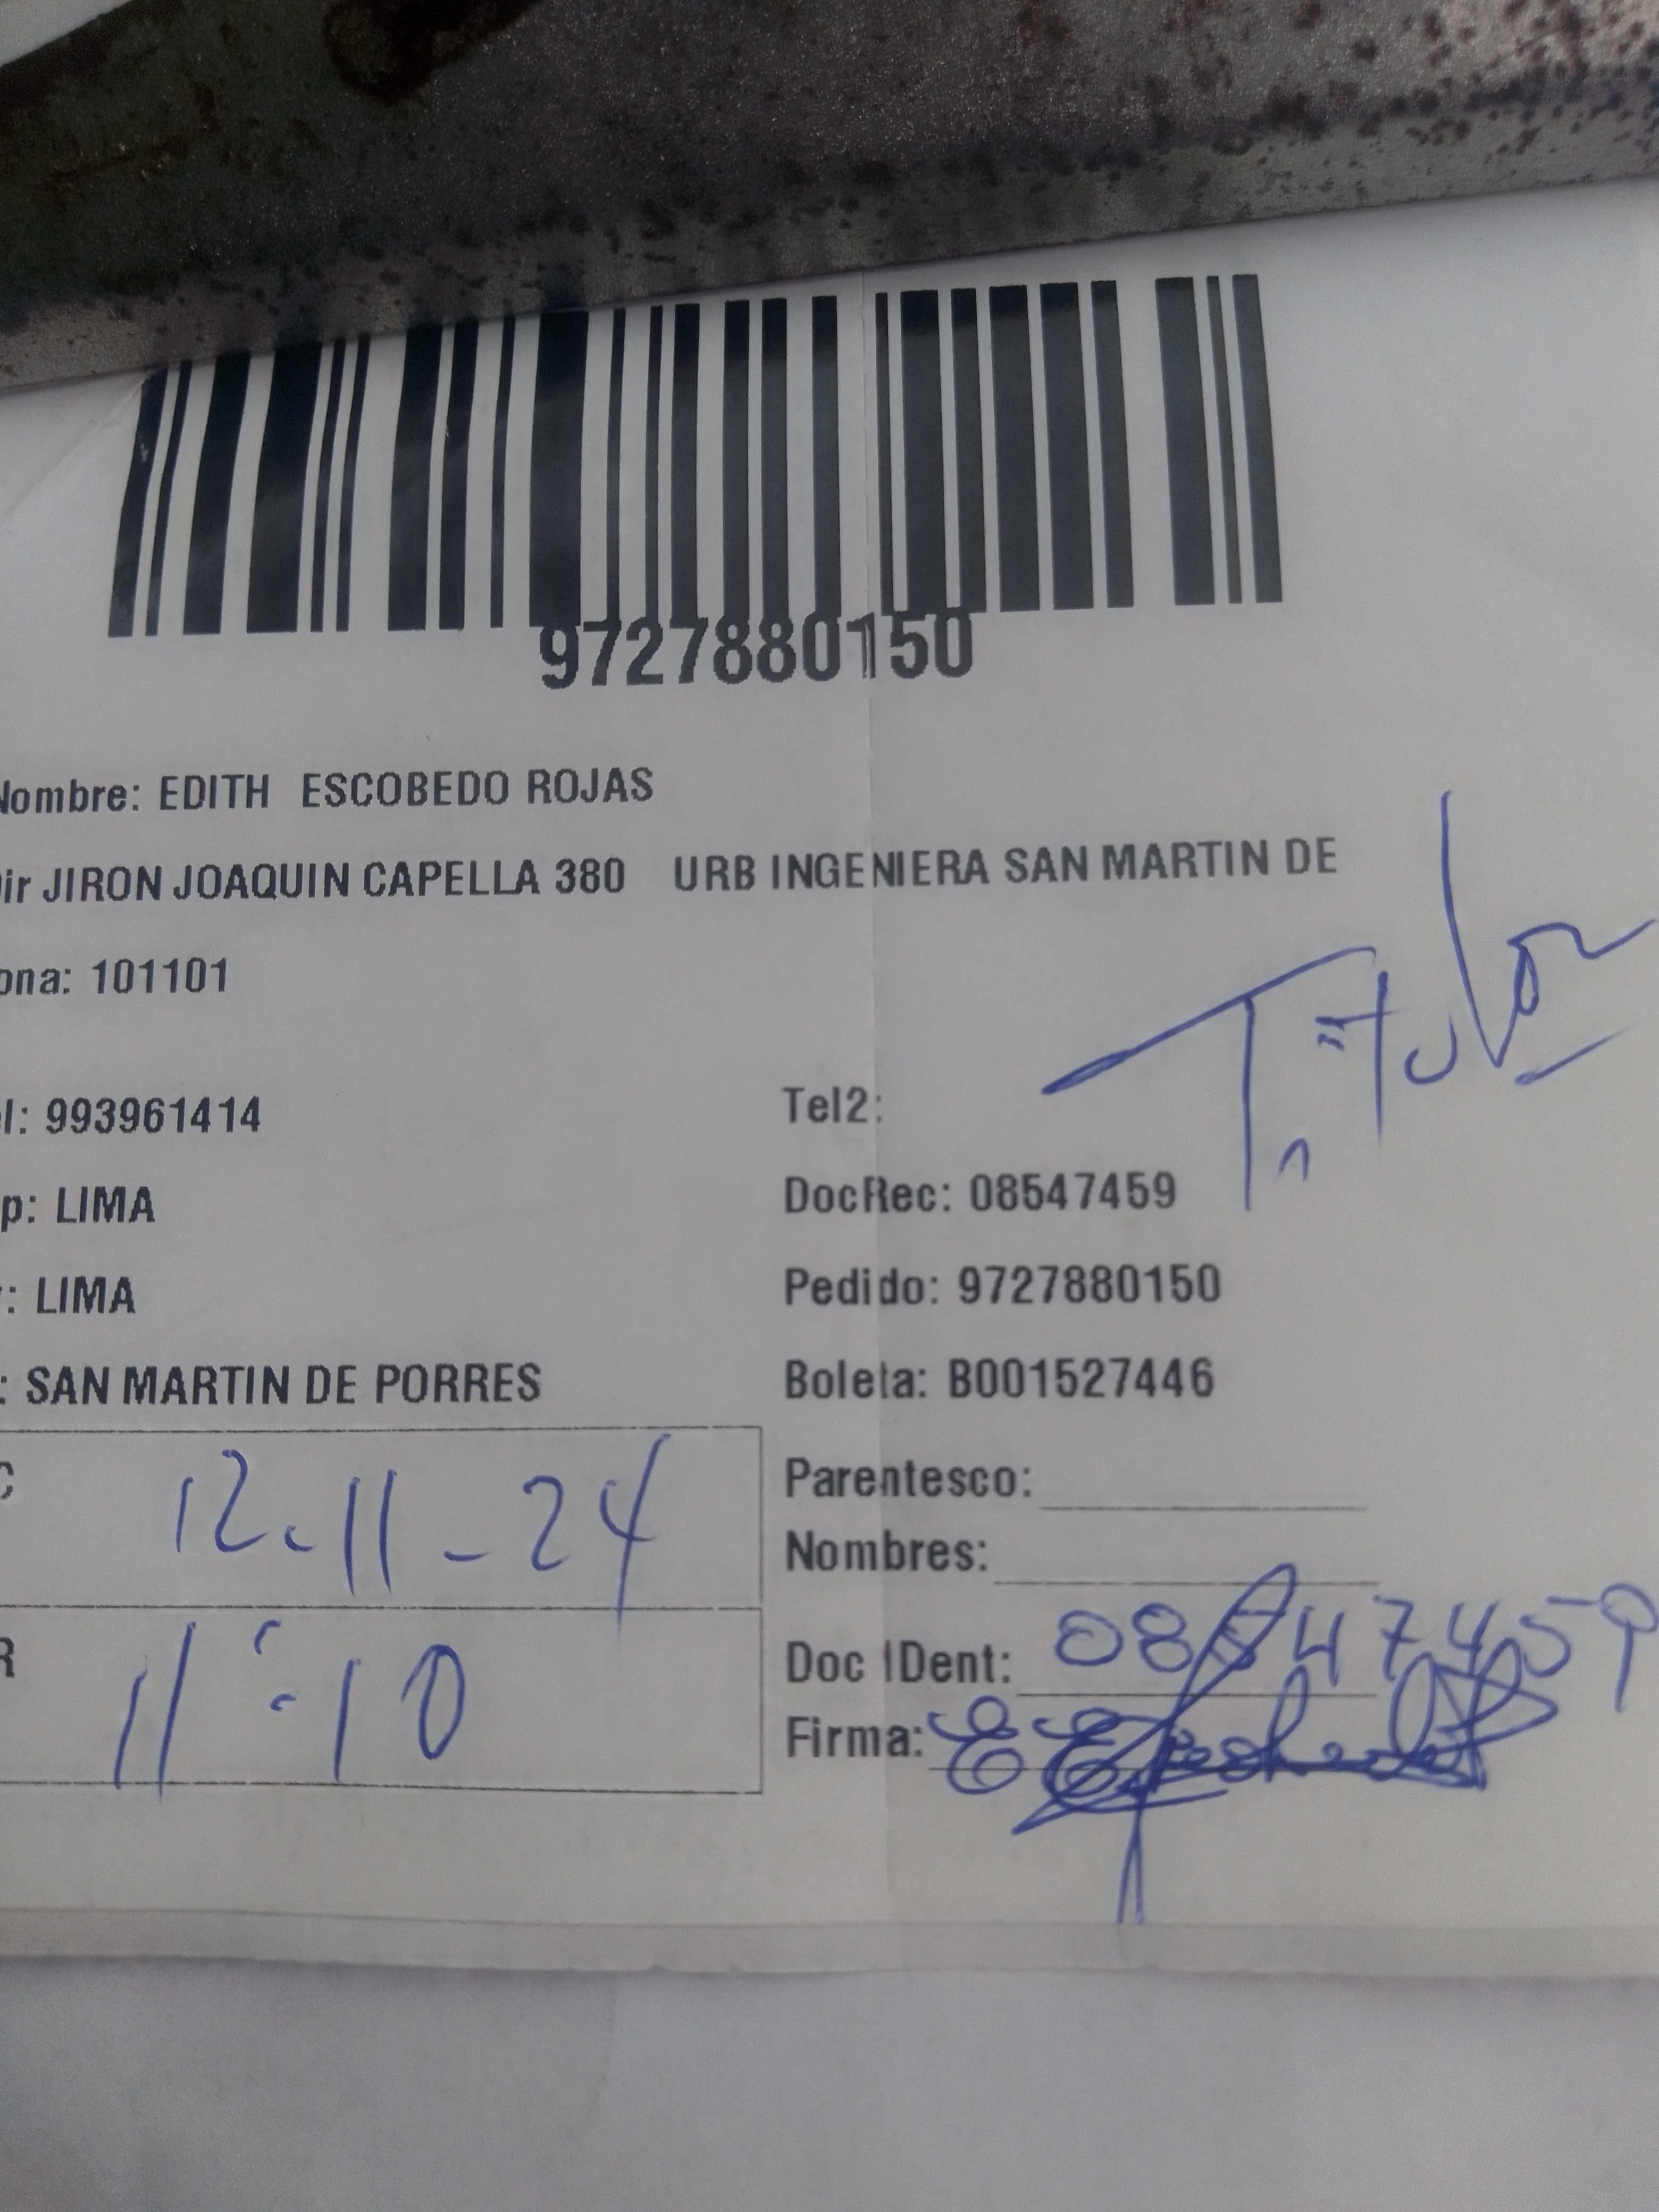 9727880150
Nombre: EDITH ESCOBEDO ROJAS
Dir JIRON JOAQUIN CAPELLA 380 URB INGENIERA SAN MARTIN DE
ona: 101101
Titular
el: 993961414 Tel2:
p: LIMA DocRec: 08547459
: LIMA Pedido: 9727880150
: SAN MARTIN DE PORRES Boleta: B001527446
C 12-11-24 Parentesco:
Nombres:
R 11:10 Doc IDent: 08547459
Firma: